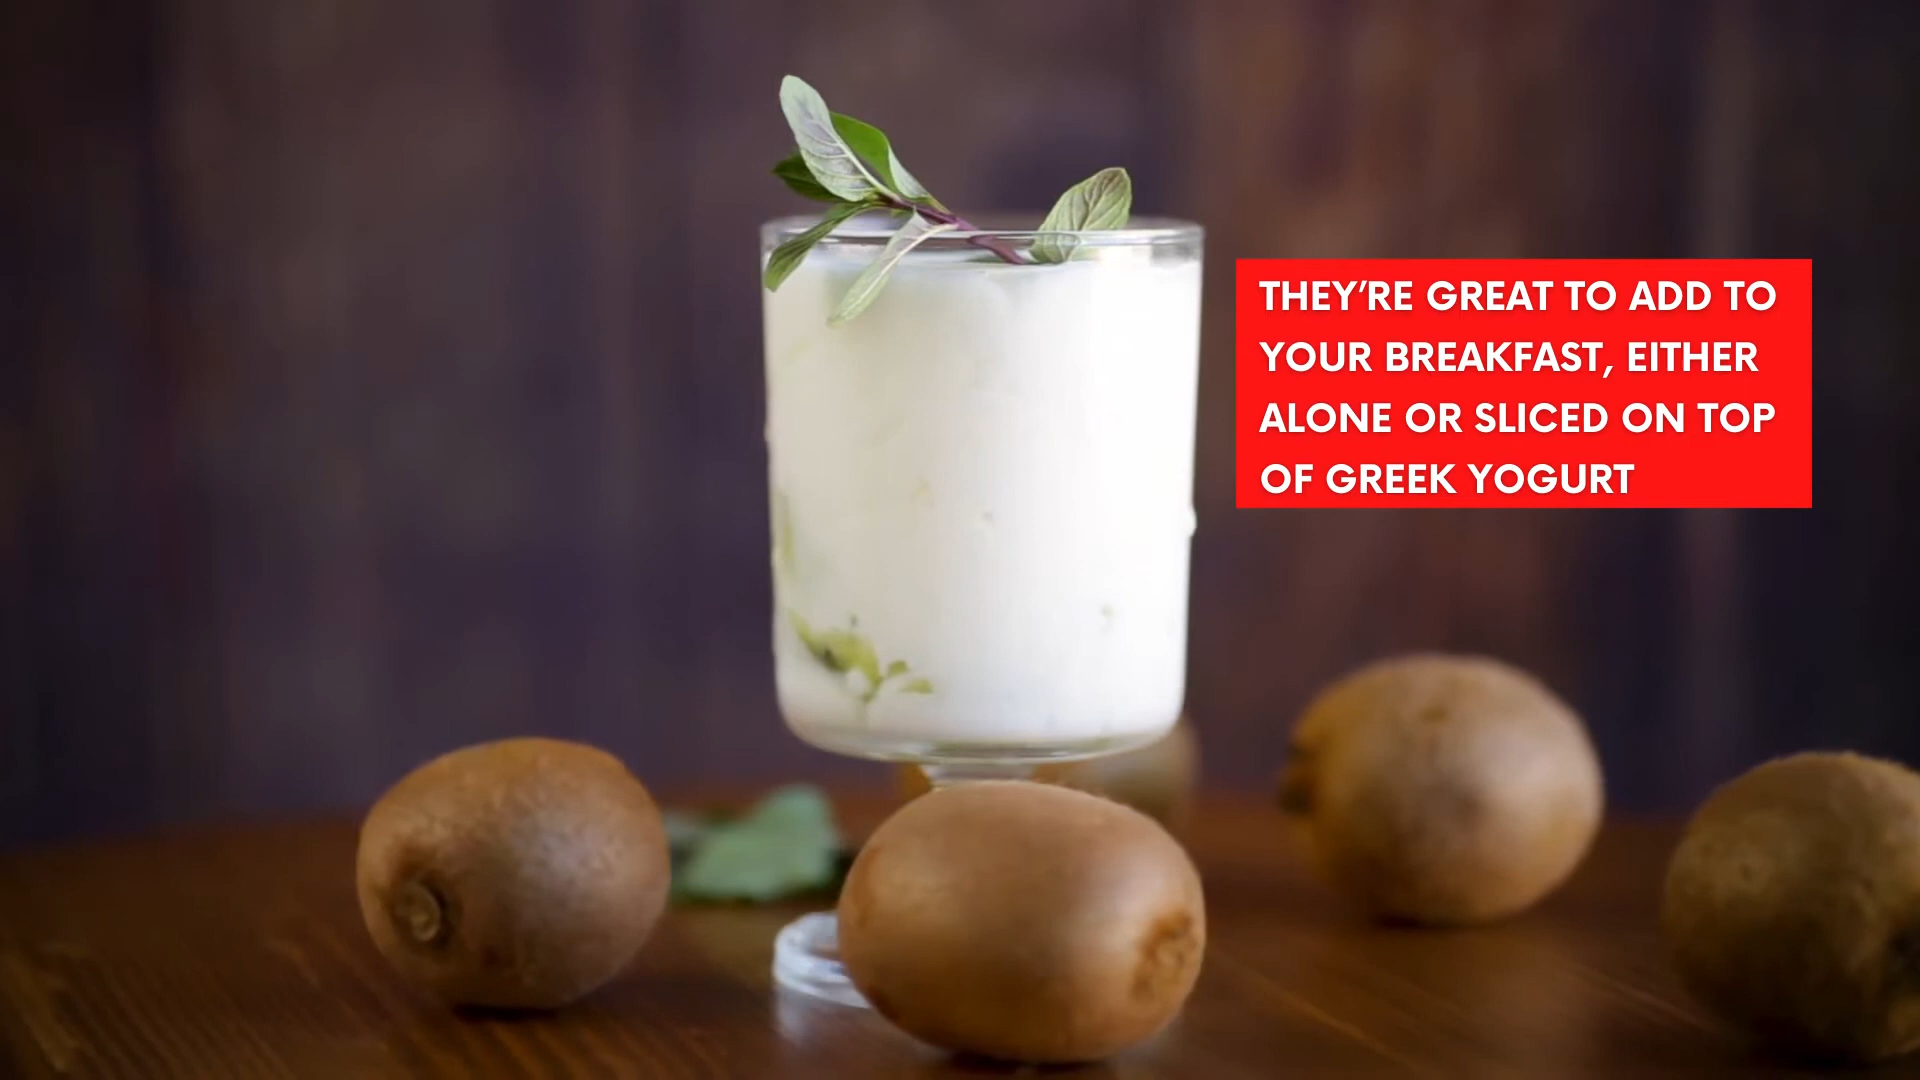 THEY'RE GREAT TO ADD TO
YOUR BREAKFAST, EITHER
ALONE OR SLICED ON TOP
OF GREEK YOGURT